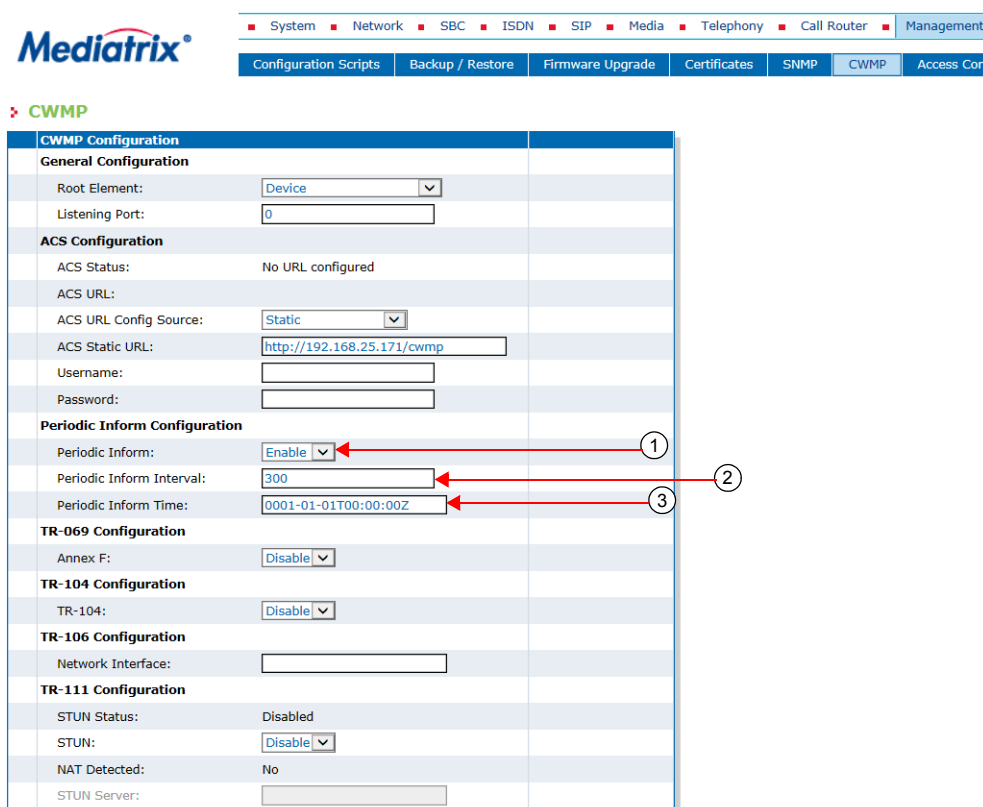 Mediatrix®
System Network SBC ISDN SIP Media Telephony Call Router Management
Configuration Scripts Backup / Restore Firmware Upgrade Certificates SNMP CWMP Access Con
CWMP
CWMP Configuration
General Configuration
Root Element: Device
Listening Port: 0
ACS Configuration
ACS Status: No URL configured
ACS URL:
ACS URL Config Source: Static
ACS Static URL: http://192.168.25.171/cwmp
Username:
Password:
Periodic Inform Configuration
Periodic Inform: Enable 1
Periodic Inform Interval: 300 2
Periodic Inform Time: 0001-01-01T00:00:00Z 3
TR-069 Configuration
Annex F: Disable
TR-104 Configuration
TR-104: Disable
TR-106 Configuration
Network Interface:
TR-111 Configuration
STUN Status: Disabled
STUN: Disable
NAT Detected: No
STUN Server: